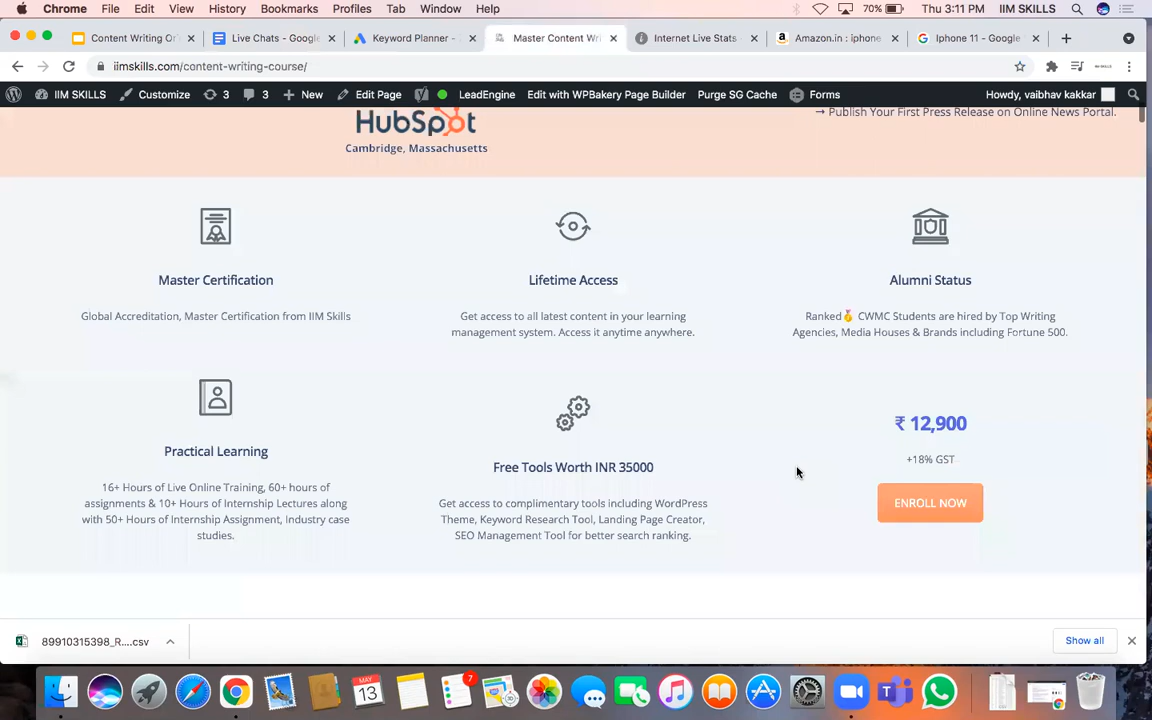 Chrome File Edit View History Bookmarks Profiles Tab Window Help 70% Thu 3:11 PM IIM SKILLS
Content Writing Or Live Chats - Google Keyword Planner - Master Content Wri Internet Live Stats Amazon.in : iphone Iphone 11 - Google
iimskills.com/content-writing-course/
IIM SKILLS Customize 3 3 New Edit Page LeadEngine Edit with WPBakery Page Builder Purge SG Cache Forms Howdy, vaibhav kakkar
→ Publish Your First Press Release on Online News Portal.
HubSpot
Cambridge, Massachusetts
Master Certification
Global Accreditation, Master Certification from IIM Skills
Lifetime Access
Get access to all latest content in your learning
management system. Access it anytime anywhere.
Alumni Status
Ranked🥇 CWMC Students are hired by Top Writing
Agencies, Media Houses & Brands including Fortune 500.
Practical Learning
16+ Hours of Live Online Training, 60+ hours of
assignments & 10+ Hours of Internship Lectures along
with 50+ Hours of Internship Assignment, Industry case
studies.
Free Tools Worth INR 35000
Get access to complimentary tools including WordPress
Theme, Keyword Research Tool, Landing Page Creator,
SEO Management Tool for better search ranking.
₹ 12,900
+18% GST
ENROLL NOW
89910315398_R....csv
Show all
MAY
13
7